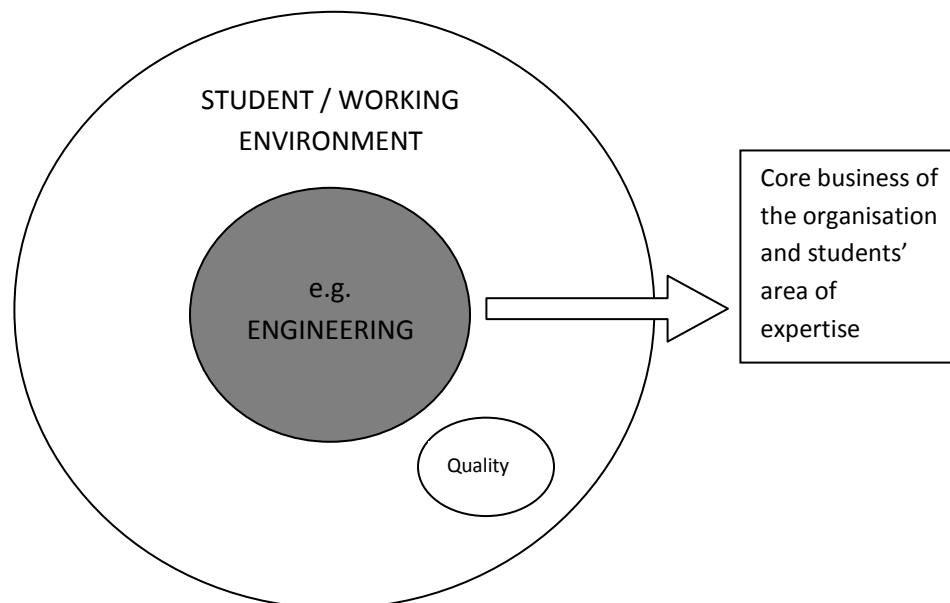 STUDENT / WORKING
ENVIRONMENT
e.g.
ENGINEERING
Quality
Core business of
the organisation
and students’
area of
expertise